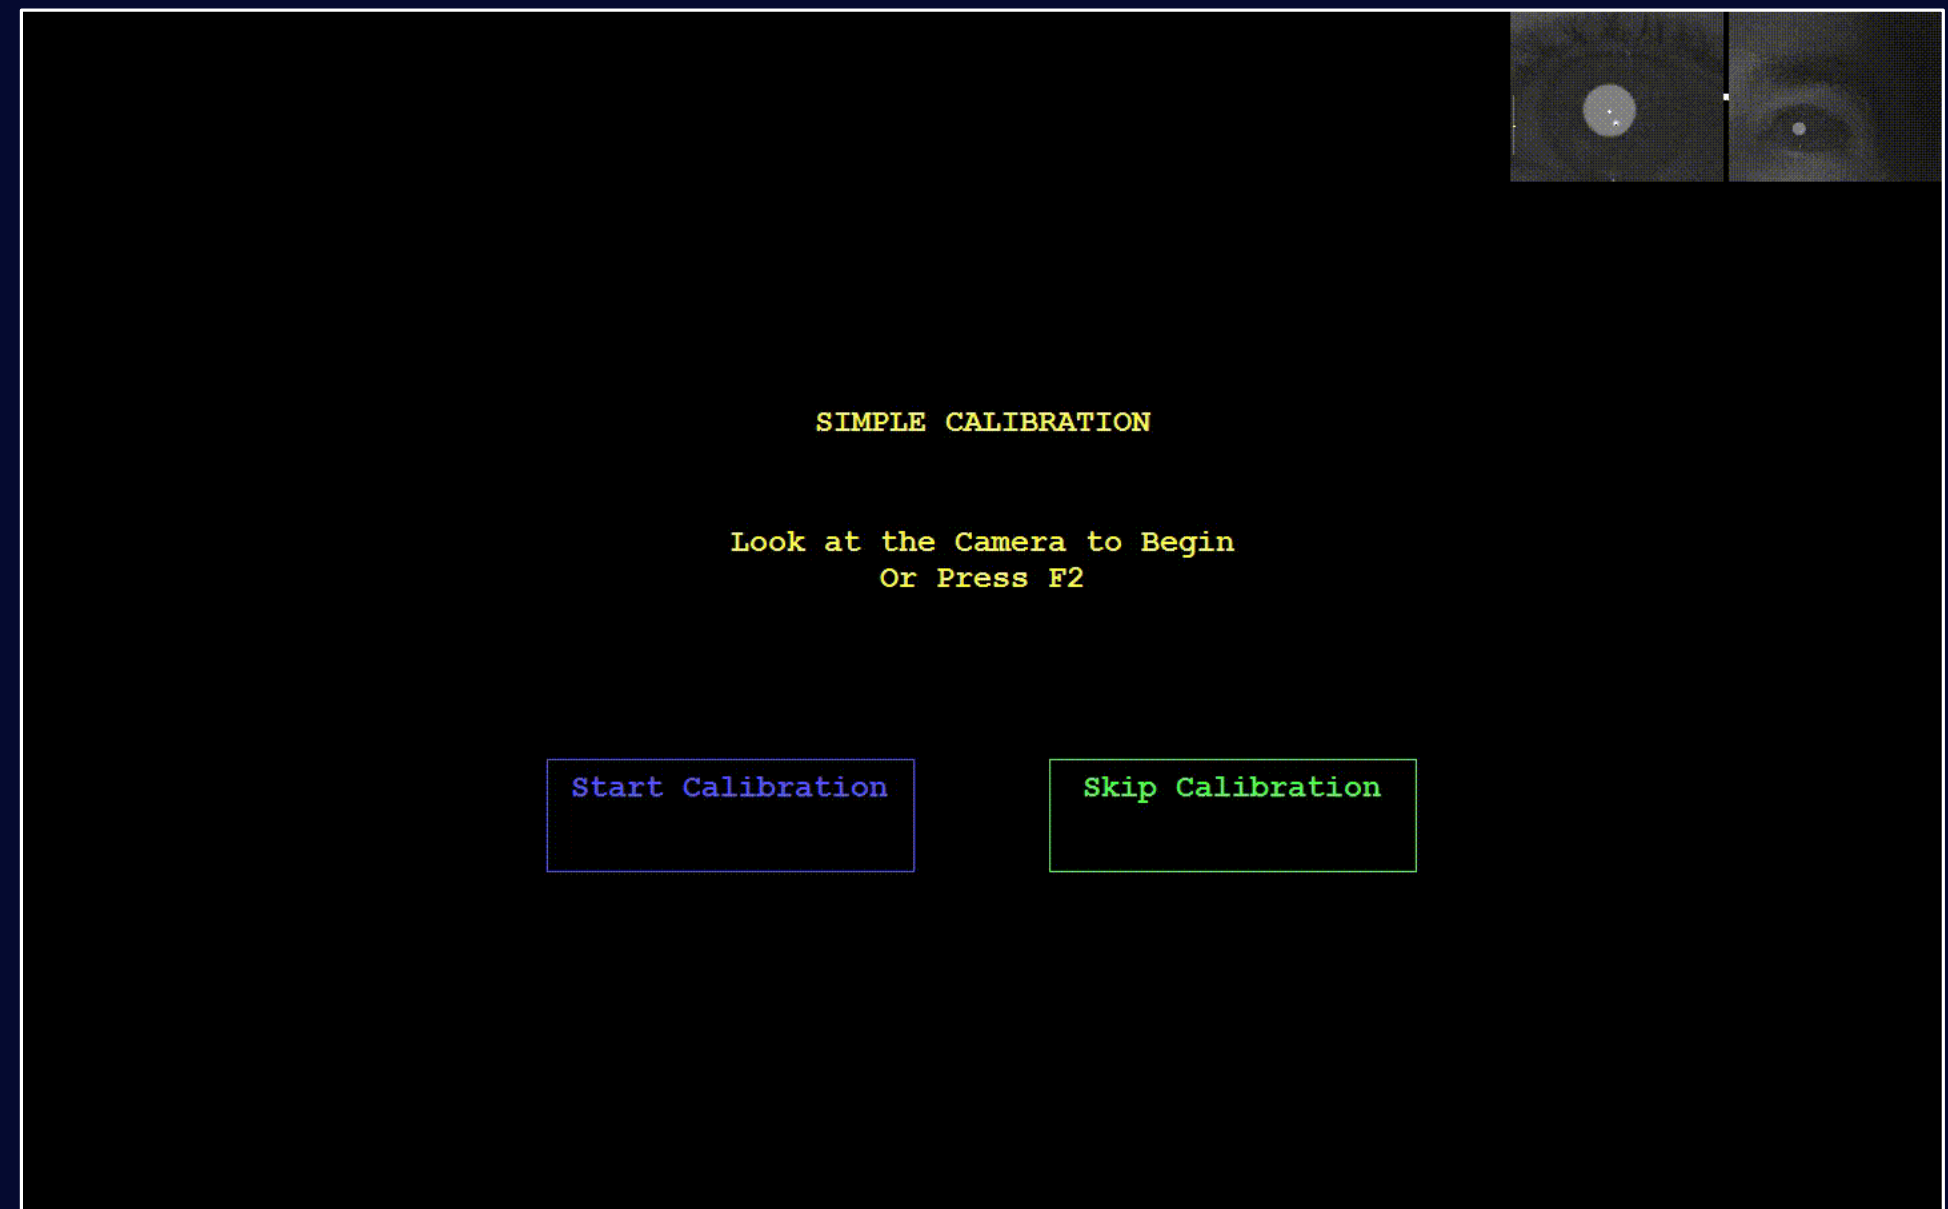 SIMPLE CALIBRATION
Look at the Camera to Begin
Or Press F2
Start Calibration
Skip Calibration